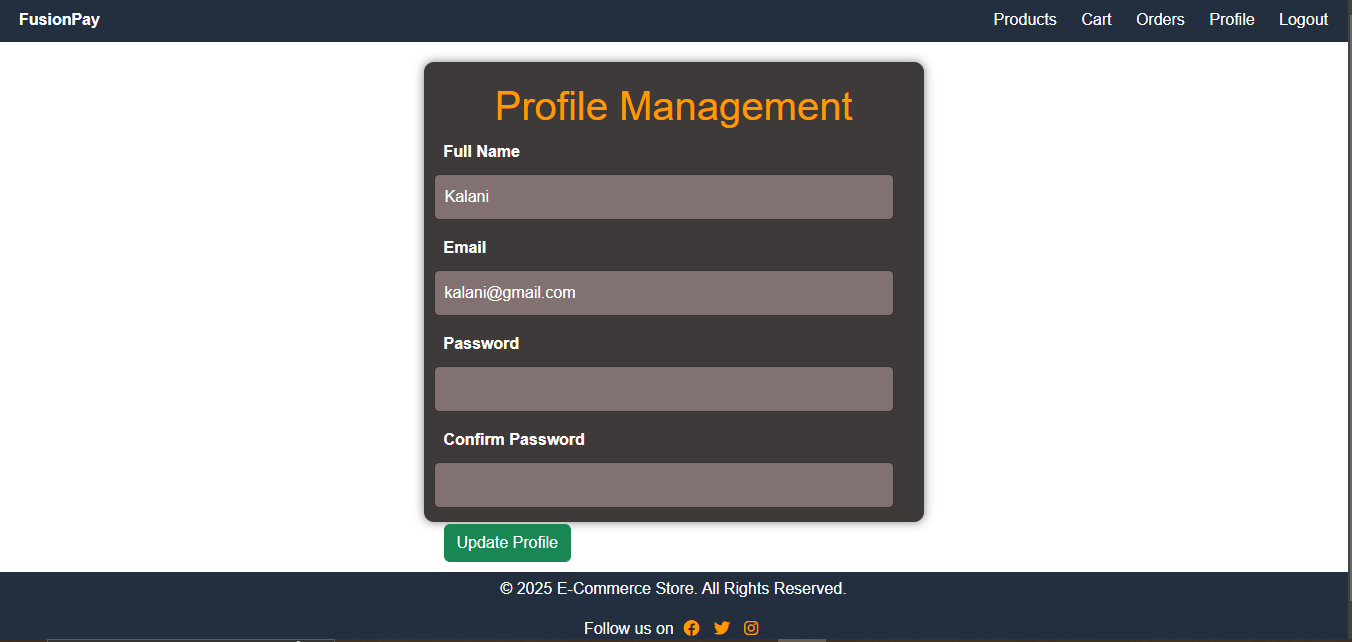 FusionPay Products Cart Orders Profile Logout
Profile Management
Full Name
Kalani
Email
kalani@gmail.com
Password
Confirm Password
Update Profile
© 2025 E-Commerce Store. All Rights Reserved.
Follow us on